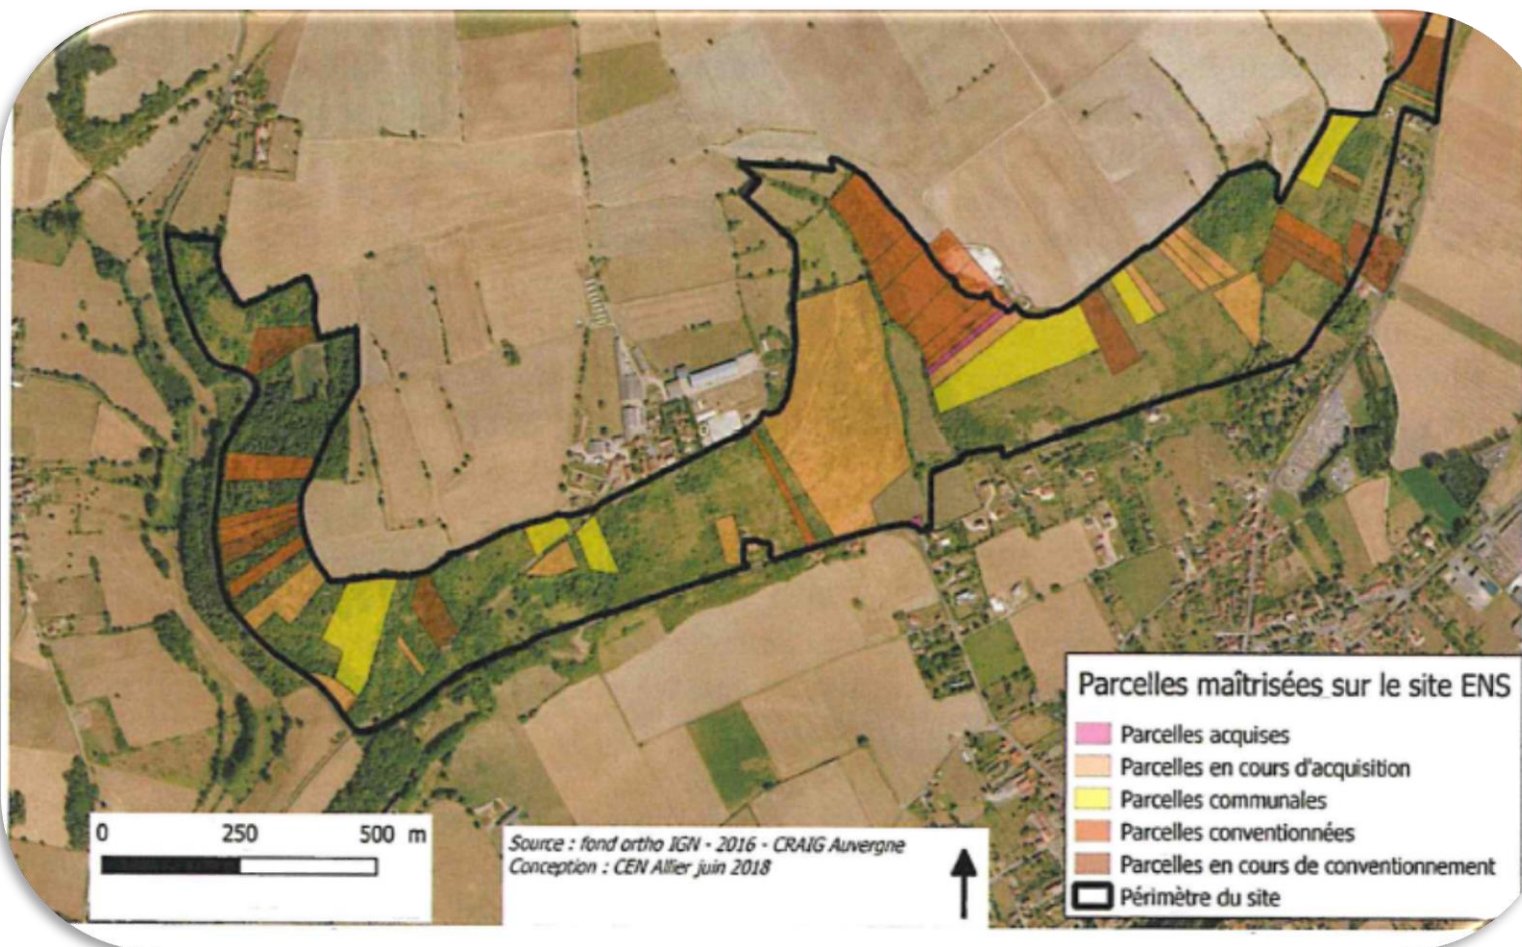 Parcelles maîtrisées sur le site ENS
Parcelles acquises
Parcelles en cours d'acquisition
Parcelles communales
Parcelles conventionnées
Parcelles en cours de conventionnement
Périmètre du site
0 250 500 m
Source : fond ortho IGN - 2016 - CRAIG Auvergne
Conception : CEN Allier juin 2018